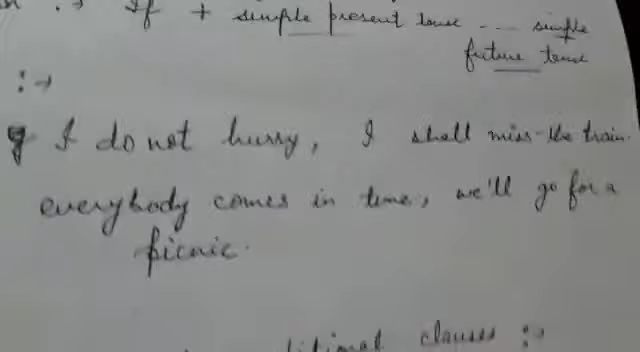 If + simple present tense ... simple
future tense
:→
If I do not hurry, I shall miss the train.
everybody comes in time, we'll go for a
picnic.
clauses :→